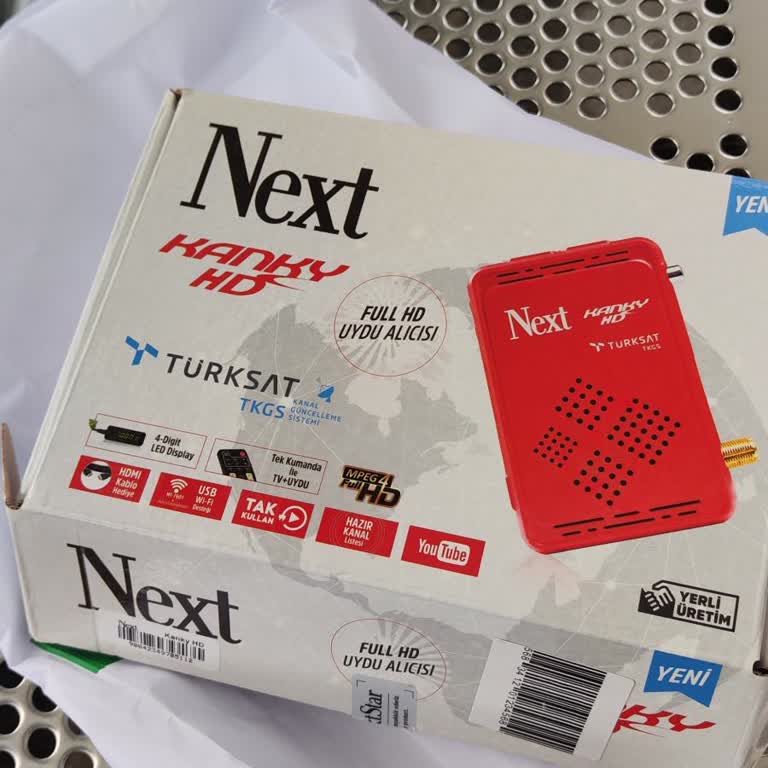 Next
KANKY
HD
FULL HD
UYDU ALICISI
YENİ
TÜRKSAT
TKGS
KANAL
GÜNCELLEME
SİSTEMİ
4-Digit
LED Display
Tek Kumanda
İle
TV+UYDU
MPEG4
Full HD
HDMI
Kablo
Hediye
USB
Wi-Fi
Desteği
TAK
KULLAN
HAZIR
KANAL
Listesi
YouTube
Next
KANKY
HD
TÜRKSAT
TKGS
YERLİ
ÜRETİM
Next
Next Kanky HD
FULL HD
UYDU ALICISI
YENİ